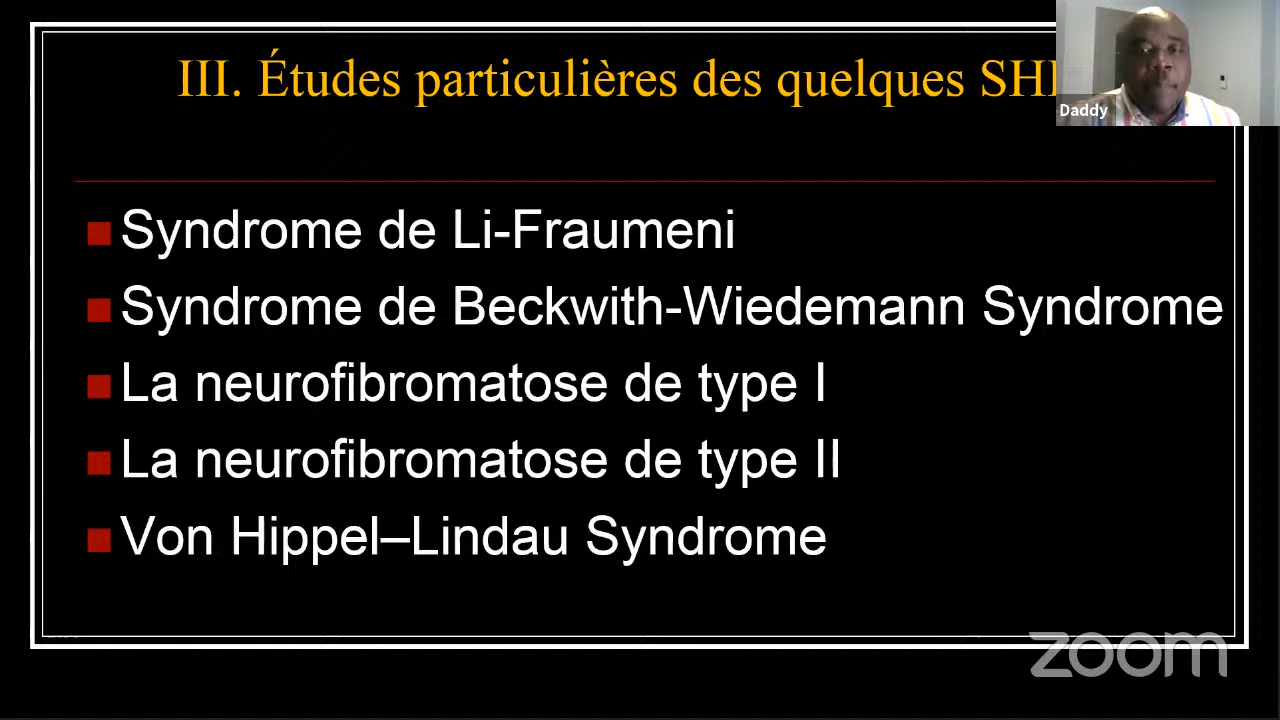 III. Études particulières des quelques
Daddy
Syndrome de Li-Fraumeni
Syndrome de Beckwith-Wiedemann Syndrome
La neurofibromatose de type I
La neurofibromatose de type II
Von Hippel–Lindau Syndrome
zoom